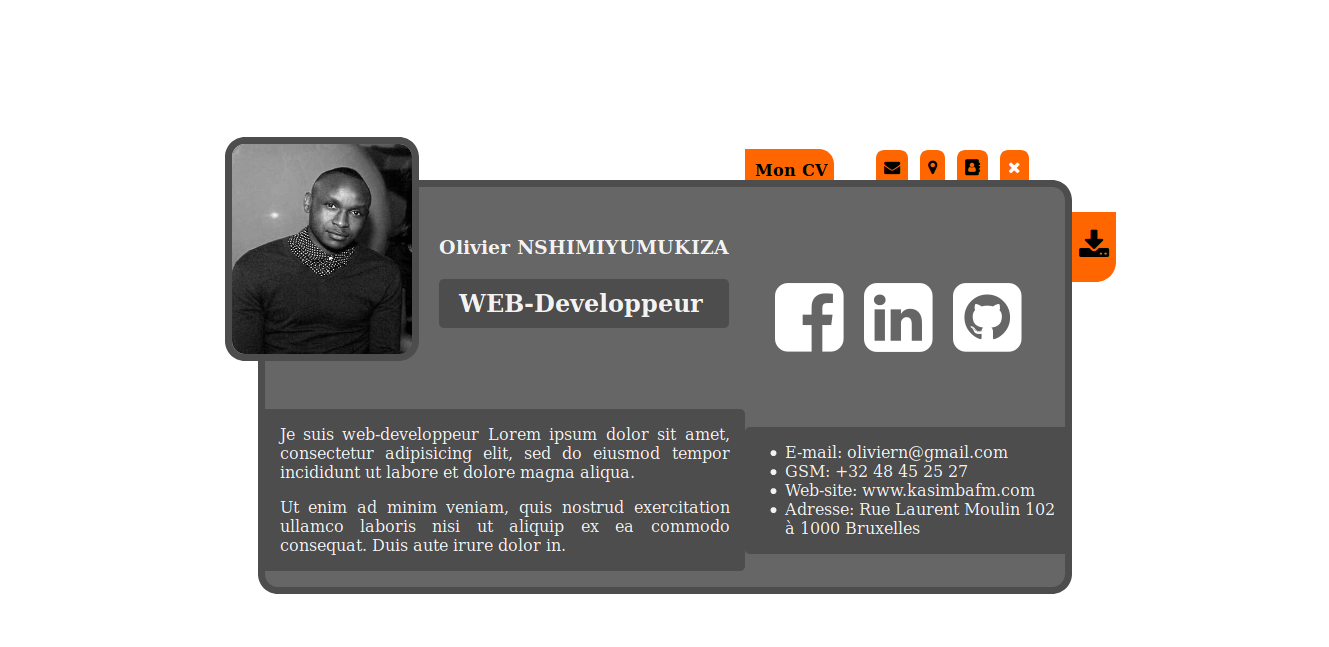 Mon CV
Olivier NSHIMIYUMUKIZA
WEB-Developpeur
Je suis web-developpeur Lorem ipsum dolor sit amet,
consectetur adipisicing elit, sed do eiusmod tempor
incididunt ut labore et dolore magna aliqua.
Ut enim ad minim veniam, quis nostrud exercitation
ullamco laboris nisi ut aliquip ex ea commodo
consequat. Duis aute irure dolor in.
E-mail: oliviern@gmail.com
GSM: +32 48 45 25 27
Web-site: www.kasimbafm.com
Adresse: Rue Laurent Moulin 102
à 1000 Bruxelles